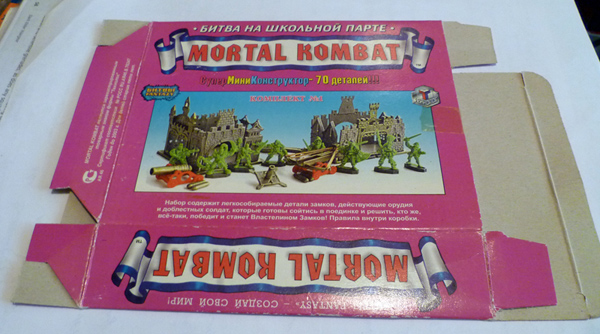 • БИТВА НА ШКОЛЬНОЙ ПАРТЕ •
MORTAL KOMBAT
Супер МиниКонструктор - 70 деталей!!!
BATTLE
FANTASY
КОМПЛЕКТ №1
Набор содержит легкособираемые детали замков, действующие орудия
и доблестных солдат, которые готовы сойтись в поединке и решить, кто же,
всё-таки, победит и станет Властелином Замков! Правила внутри коробки.
MORTAL KOMBAT
FANTASY - СОЗДАЙ СВОЙ МИР!